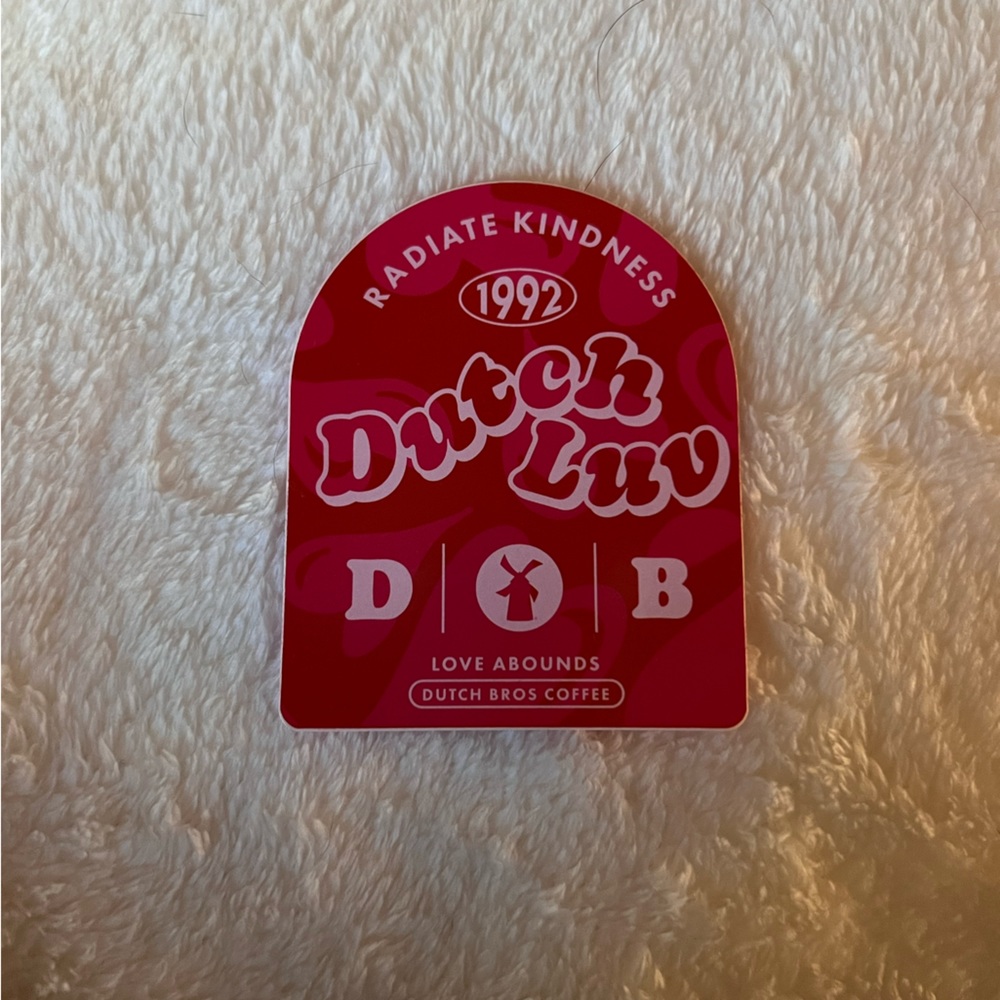 RADIATE KINDNESS
1992
Dutch
Luv
D B
LOVE ABOUNDS
DUTCH BROS COFFEE